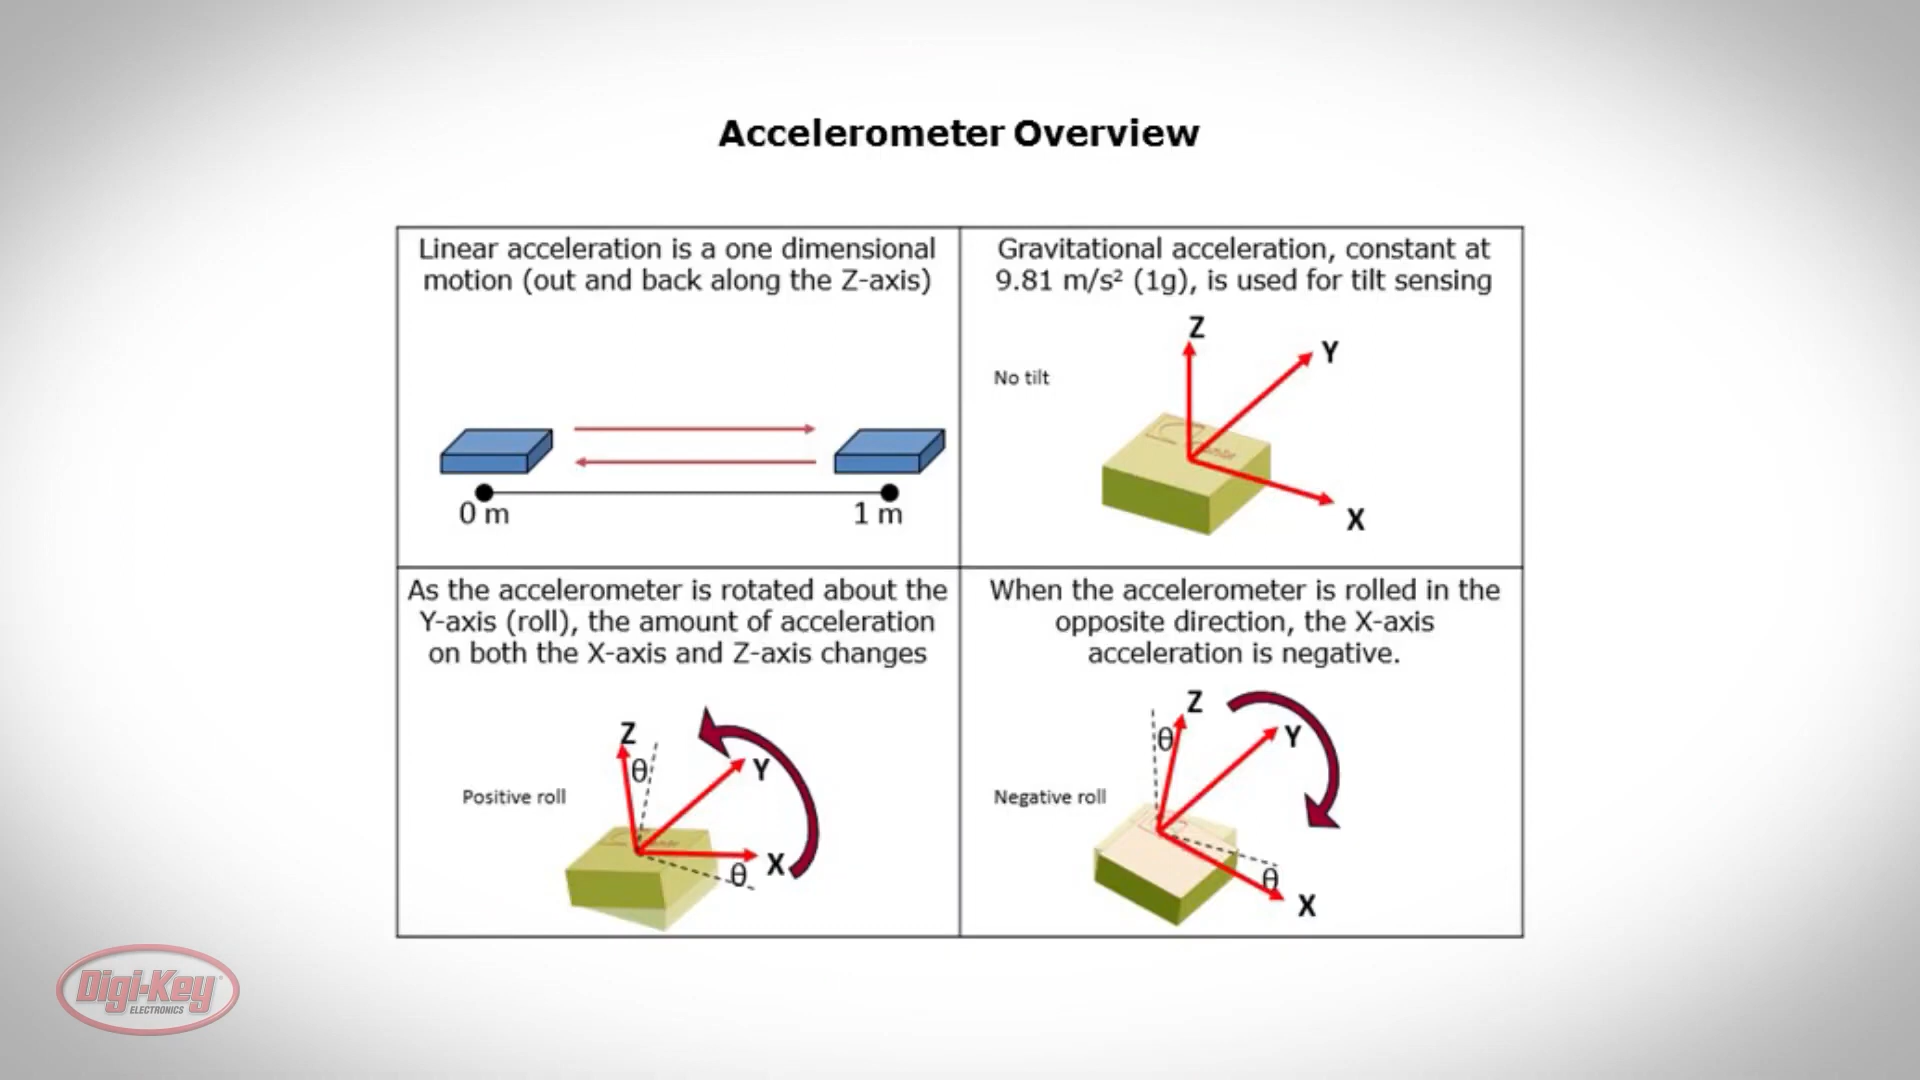 Accelerometer Overview
Linear acceleration is a one dimensional
motion (out and back along the Z-axis)
0 m
1 m
Gravitational acceleration, constant at
9.81 m/s² (1g), is used for tilt sensing
No tilt
Z
Y
X
As the accelerometer is rotated about the
Y-axis (roll), the amount of acceleration
on both the X-axis and Z-axis changes
Positive roll
Z
θ
Y
X
θ
When the accelerometer is rolled in the
opposite direction, the X-axis
acceleration is negative.
Negative roll
Z
θ
Y
θ
X
Digi-Key
ELECTRONICS